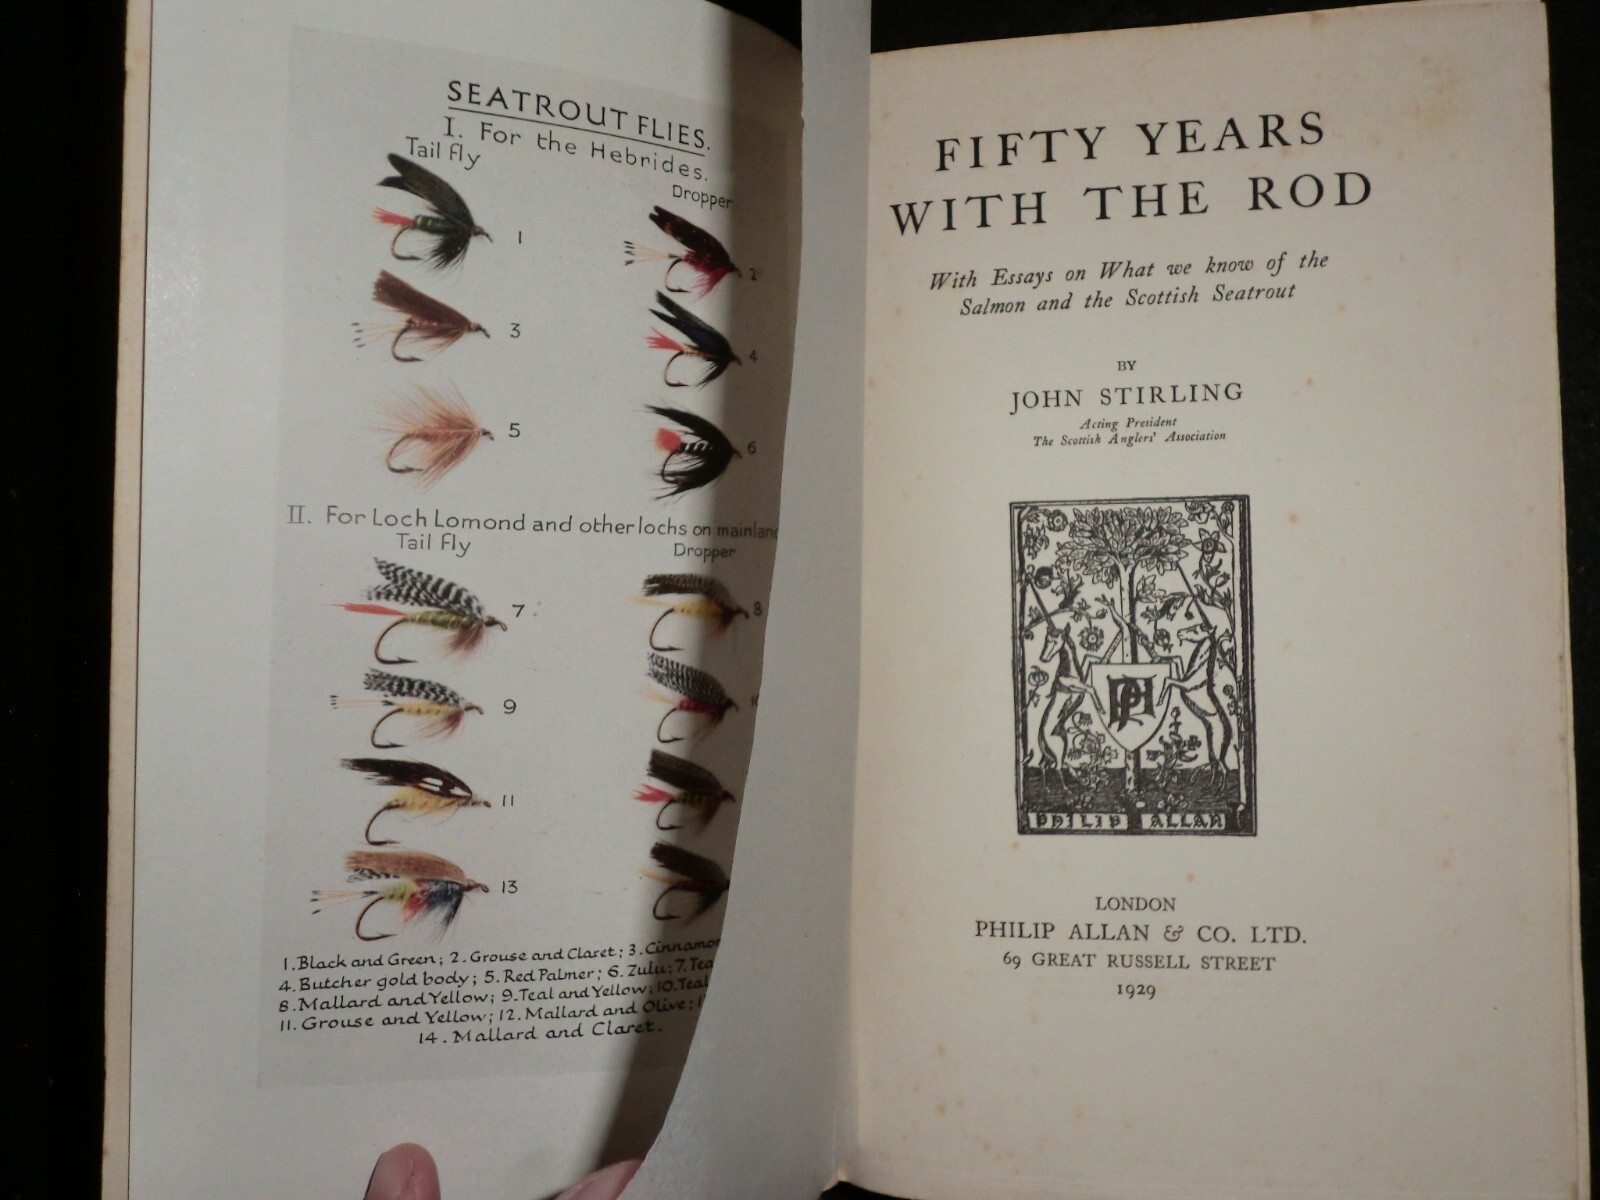 SEATROUT FLIES.
I. For the Hebrides.
Tail fly
Dropper
1
2
3
4
5
6
II. For Loch Lomond and other lochs on mainland
Tail fly
Dropper
7
8
9
10
11
13
1. Black and Green; 2. Grouse and Claret; 3. Cinnamon
4. Butcher gold body; 5. Red Palmer; 6. Zulu; 7. Tea
8. Mallard and Yellow; 9. Teal and Yellow; 10. Teal
11. Grouse and Yellow; 12. Mallard and Olive;
14. Mallard and Claret.
FIFTY YEARS
WITH THE ROD
With Essays on What we know of the
Salmon and the Scottish Seatrout
BY
JOHN STIRLING
Acting President
The Scottish Anglers' Association
PHILIP ALLAN
LONDON
PHILIP ALLAN & CO. LTD.
69 GREAT RUSSELL STREET
1929